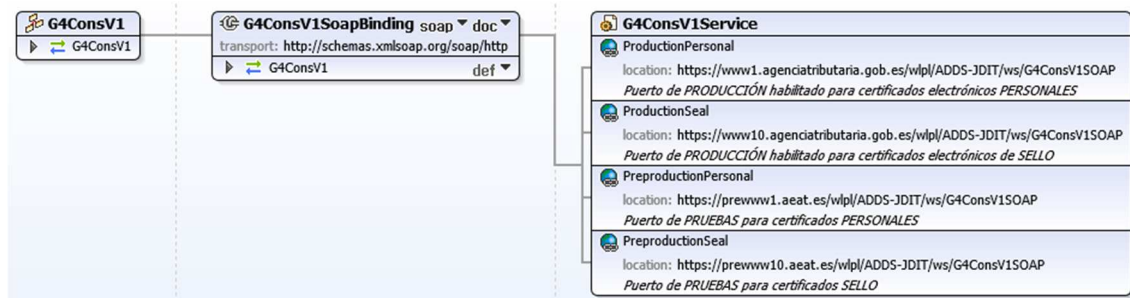 G4ConsV1
G4ConsV1
G4ConsV1SoapBinding soap doc
transport: http://schemas.xmlsoap.org/soap/http
G4ConsV1 def
G4ConsV1Service
ProductionPersonal
location: https://www1.agenciatributaria.gob.es/wlpl/ADDS-JDIT/ws/G4ConsV1SOAP
Puerto de PRODUCCIÓN habilitado para certificados electrónicos PERSONALES
ProductionSeal
location: https://www10.agenciatributaria.gob.es/wlpl/ADDS-JDIT/ws/G4ConsV1SOAP
Puerto de PRODUCCIÓN habilitado para certificados electrónicos de SELLO
PreproductionPersonal
location: https://prewww1.aeat.es/wlpl/ADDS-JDIT/ws/G4ConsV1SOAP
Puerto de PRUEBAS para certificados PERSONALES
PreproductionSeal
location: https://prewww10.aeat.es/wlpl/ADDS-JDIT/ws/G4ConsV1SOAP
Puerto de PRUEBAS para certificados SELLO